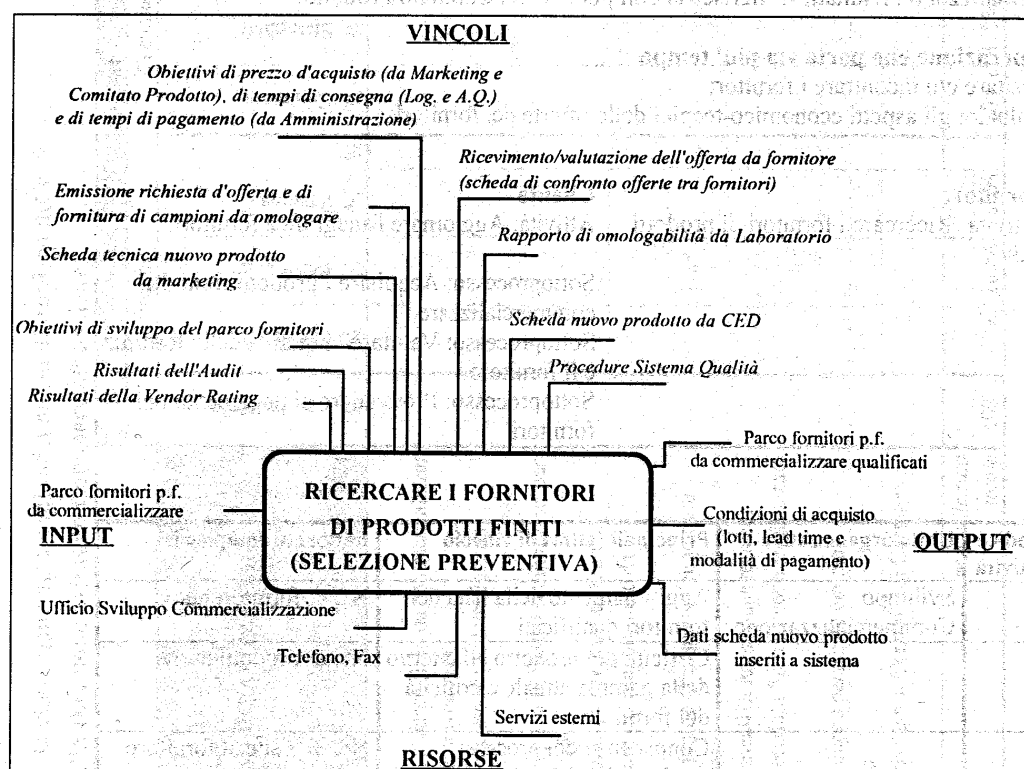 VINCOLI
Obiettivi di prezzo d'acquisto (da Marketing e
Comitato Prodotto), di tempi di consegna (Log. e A.Q.)
e di tempi di pagamento (da Amministrazione)
Ricevimento/valutazione dell'offerta da fornitore
(scheda di confronto offerte tra fornitori)
Emissione richiesta d'offerta e di
fornitura di campioni da omologare
Rapporto di omologabilità da Laboratorio
Scheda tecnica nuovo prodotto
da marketing
Obiettivi di sviluppo del parco fornitori
Scheda nuovo prodotto da CED
Risultati dell'Audit
Procedure Sistema Qualità
Risultati della Vendor Rating
Parco fornitori p.f.
da commercializzare qualificati
Parco fornitori p.f.
da commercializzare
INPUT
RICERCARE I FORNITORI
DI PRODOTTI FINITI
(SELEZIONE PREVENTIVA)
Condizioni di acquisto
(lotti, lead time e
modalità di pagamento)
OUTPUT
Ufficio Sviluppo Commercializzazione
Telefono, Fax
Dati scheda nuovo prodotto
inseriti a sistema
Servizi esterni
RISORSE